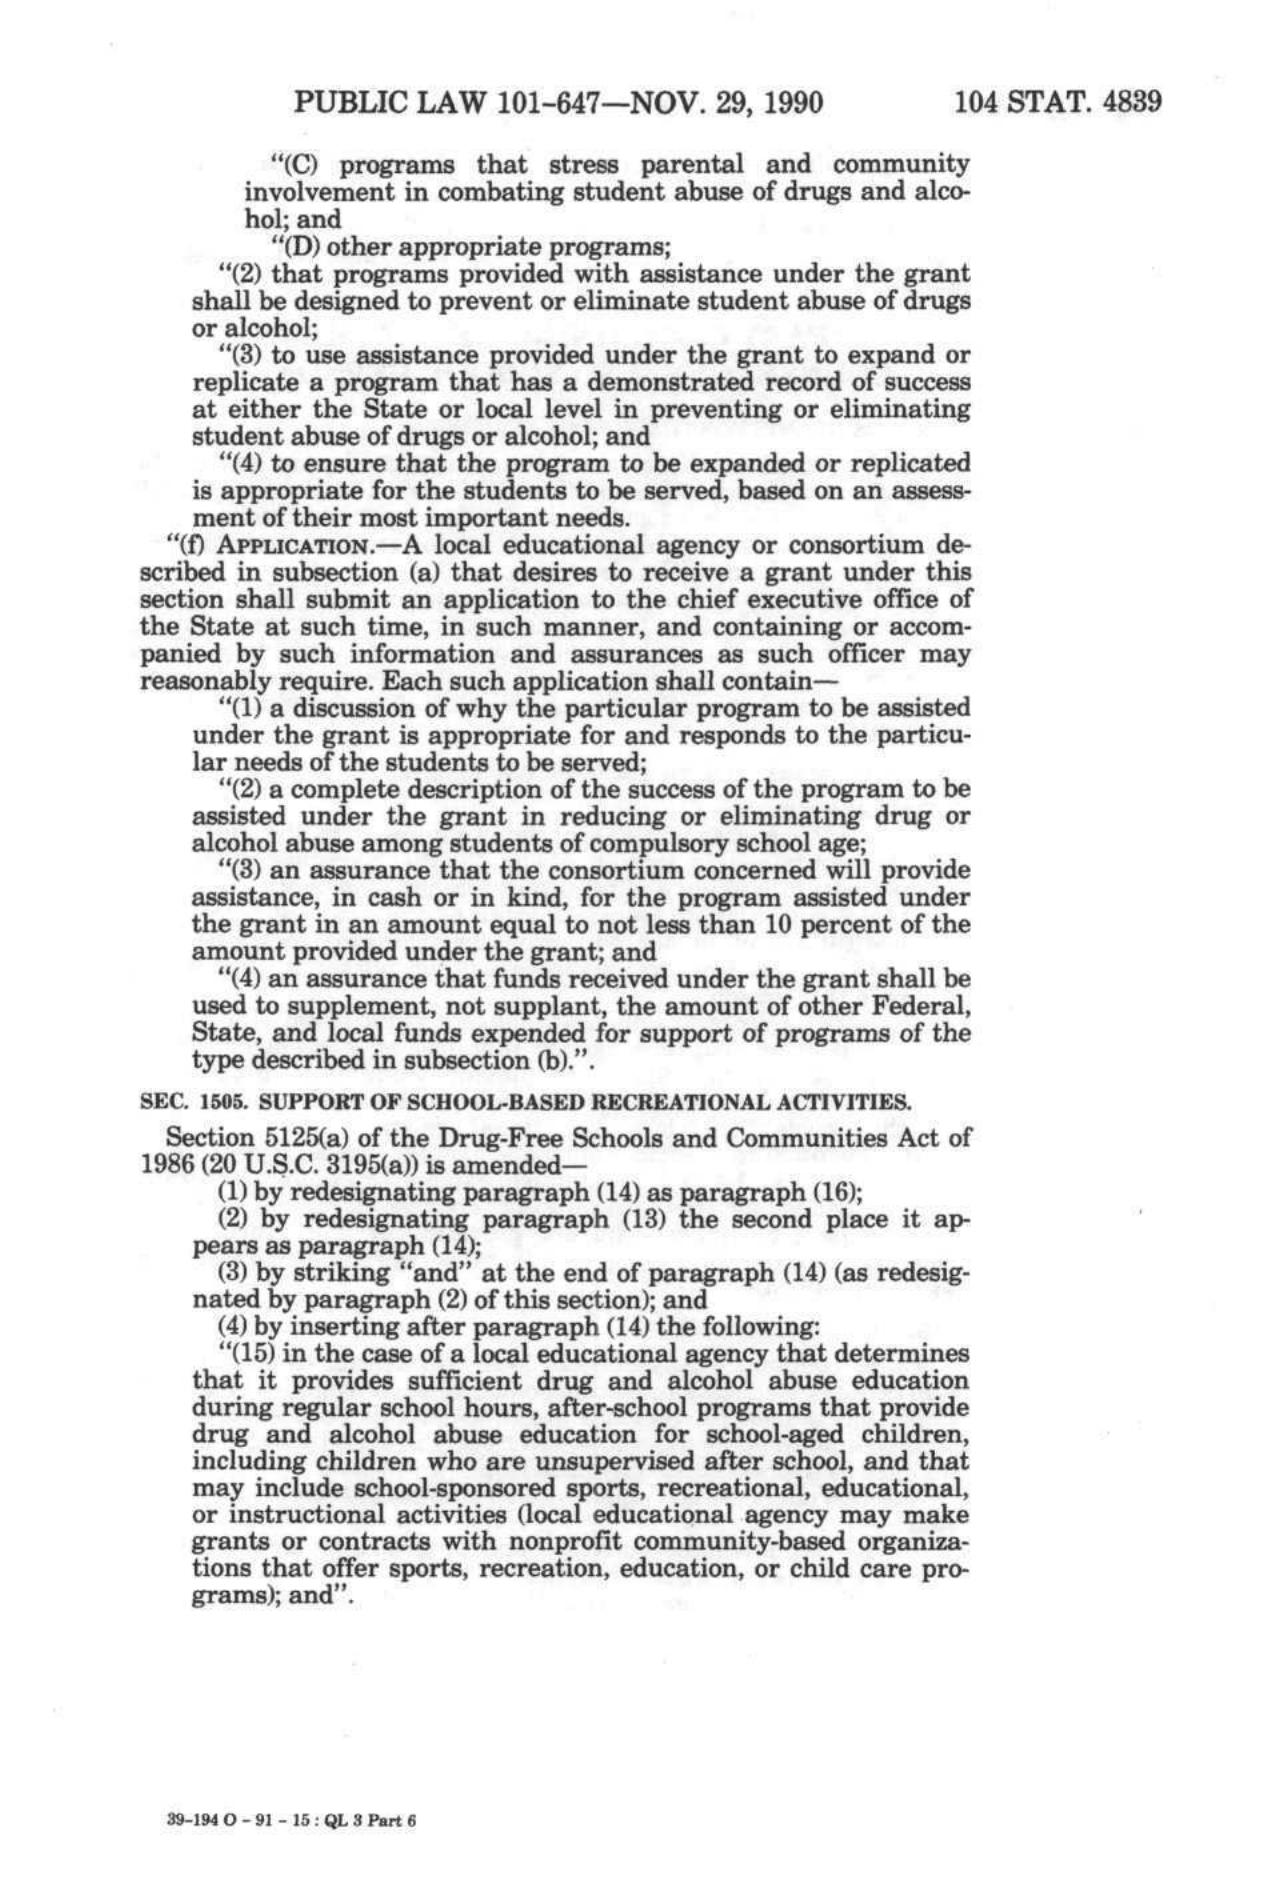 PUBLIC LAW 101–647—NOV. 29, 1990 104 STAT. 4839
“(C) programs that stress parental and community
involvement in combating student abuse of drugs and alco-
hol; and
“(D) other appropriate programs;
“(2) that programs provided with assistance under the grant
shall be designed to prevent or eliminate student abuse of drugs
or alcohol;
“(3) to use assistance provided under the grant to expand or
replicate a program that has a demonstrated record of success
at either the State or local level in preventing or eliminating
student abuse of drugs or alcohol; and
“(4) to ensure that the program to be expanded or replicated
is appropriate for the students to be served, based on an assess-
ment of their most important needs.
“(f) APPLICATION.—A local educational agency or consortium de-
scribed in subsection (a) that desires to receive a grant under this
section shall submit an application to the chief executive office of
the State at such time, in such manner, and containing or accom-
panied by such information and assurances as such officer may
reasonably require. Each such application shall contain—
“(1) a discussion of why the particular program to be assisted
under the grant is appropriate for and responds to the particu-
lar needs of the students to be served;
“(2) a complete description of the success of the program to be
assisted under the grant in reducing or eliminating drug or
alcohol abuse among students of compulsory school age;
“(3) an assurance that the consortium concerned will provide
assistance, in cash or in kind, for the program assisted under
the grant in an amount equal to not less than 10 percent of the
amount provided under the grant; and
“(4) an assurance that funds received under the grant shall be
used to supplement, not supplant, the amount of other Federal,
State, and local funds expended for support of programs of the
type described in subsection (b).”.
SEC. 1505. SUPPORT OF SCHOOL-BASED RECREATIONAL ACTIVITIES.
Section 5125(a) of the Drug-Free Schools and Communities Act of
1986 (20 U.S.C. 3195(a)) is amended—
(1) by redesignating paragraph (14) as paragraph (16);
(2) by redesignating paragraph (13) the second place it ap-
pears as paragraph (14);
(3) by striking “and” at the end of paragraph (14) (as redesig-
nated by paragraph (2) of this section); and
(4) by inserting after paragraph (14) the following:
“(15) in the case of a local educational agency that determines
that it provides sufficient drug and alcohol abuse education
during regular school hours, after-school programs that provide
drug and alcohol abuse education for school-aged children,
including children who are unsupervised after school, and that
may include school-sponsored sports, recreational, educational,
or instructional activities (local educational agency may make
grants or contracts with nonprofit community-based organiza-
tions that offer sports, recreation, education, or child care pro-
grams); and”.
39–194 O – 91 – 15 : QL 3 Part 6